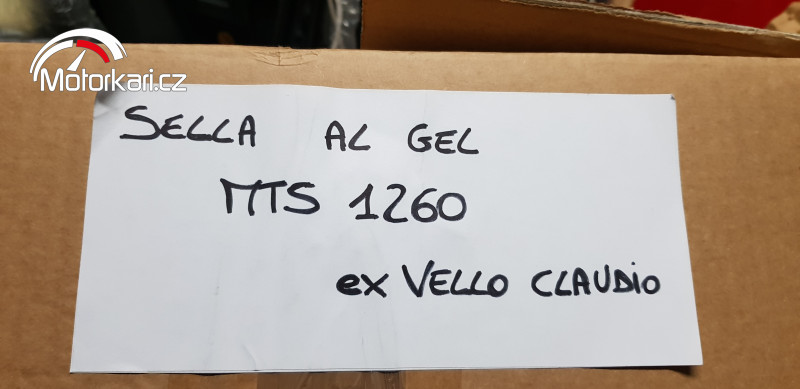 Motorkari.cz
SELLA AL GEL
MTS 1260
ex VELLO CLAUDiO